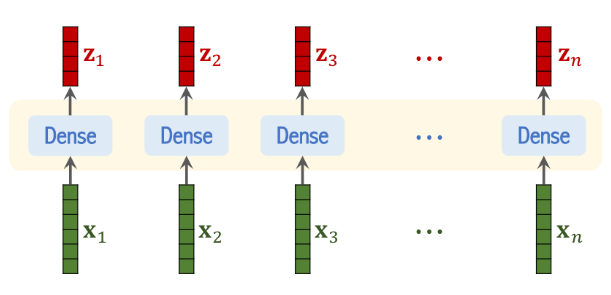 z₁ z₂ z₃ ... zₙ
Dense Dense Dense ... Dense
x₁ x₂ x₃ ... xₙ